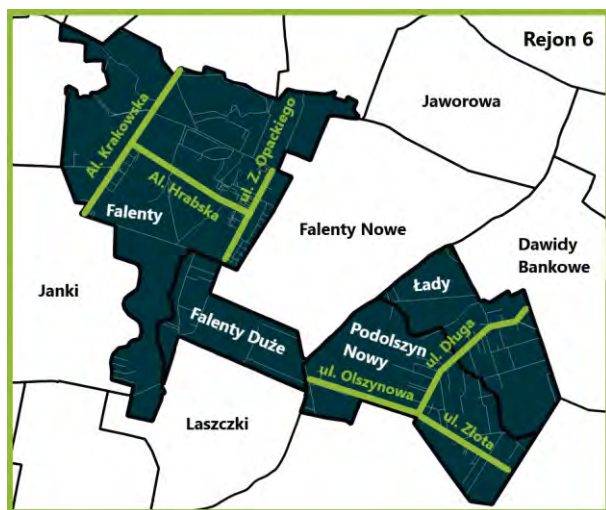 Rejon 6
Jaworowa
Al. Krakowska
ul. Z. Opackiego
Al. Hrabska
Falenty
Falenty Nowe
Dawidy
Bankowe
Janki
Łady
Falenty Duże
Podolszyn
Nowy
ul. Długa
ul. Olszynowa
ul. Złota
Laszczki